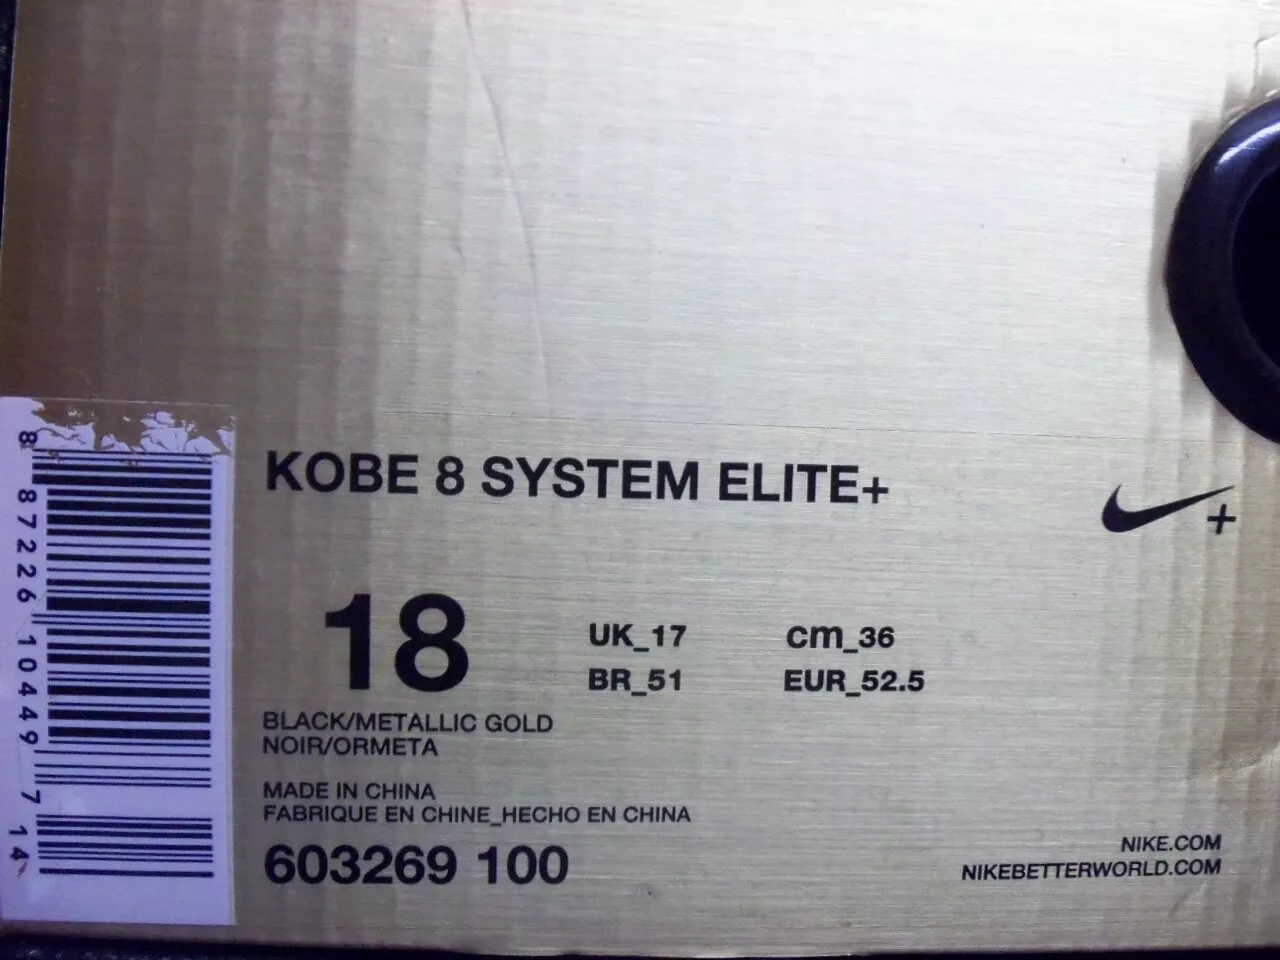 KOBE 8 SYSTEM ELITE+
+
18
UK_17 cm_36
BR_51 EUR_52.5
BLACK/METALLIC GOLD
NOIR/ORMETA
MADE IN CHINA
FABRIQUE EN CHINE_HECHO EN CHINA
603269 100
NIKE.COM
NIKEBETTERWORLD.COM
8 87226 10449 7 14